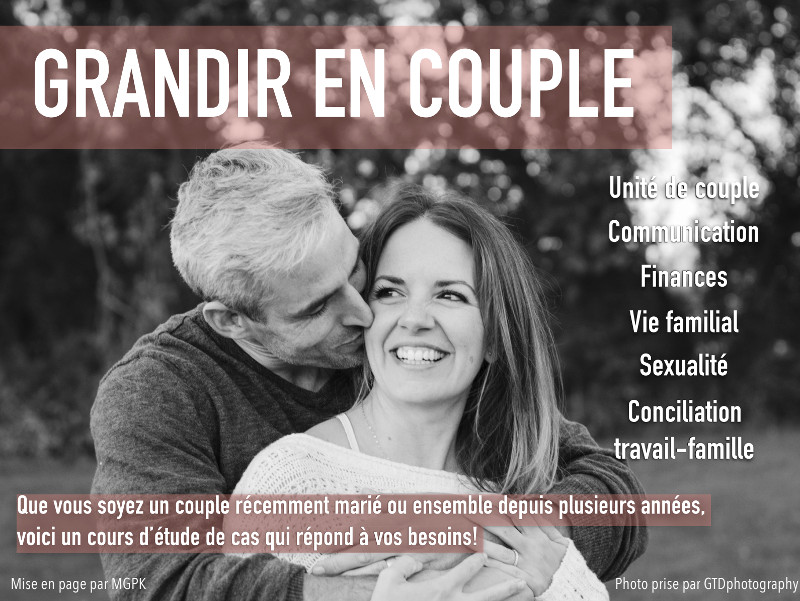 GRANDIR EN COUPLE
Unité de couple
Communication
Finances
Vie familial
Sexualité
Conciliation
travail-famille
Que vous soyez un couple récemment marié ou ensemble depuis plusieurs années,
voici un cours d'étude de cas qui répond à vos besoins!
Mise en page par MGPK
Photo prise par GTDphotography